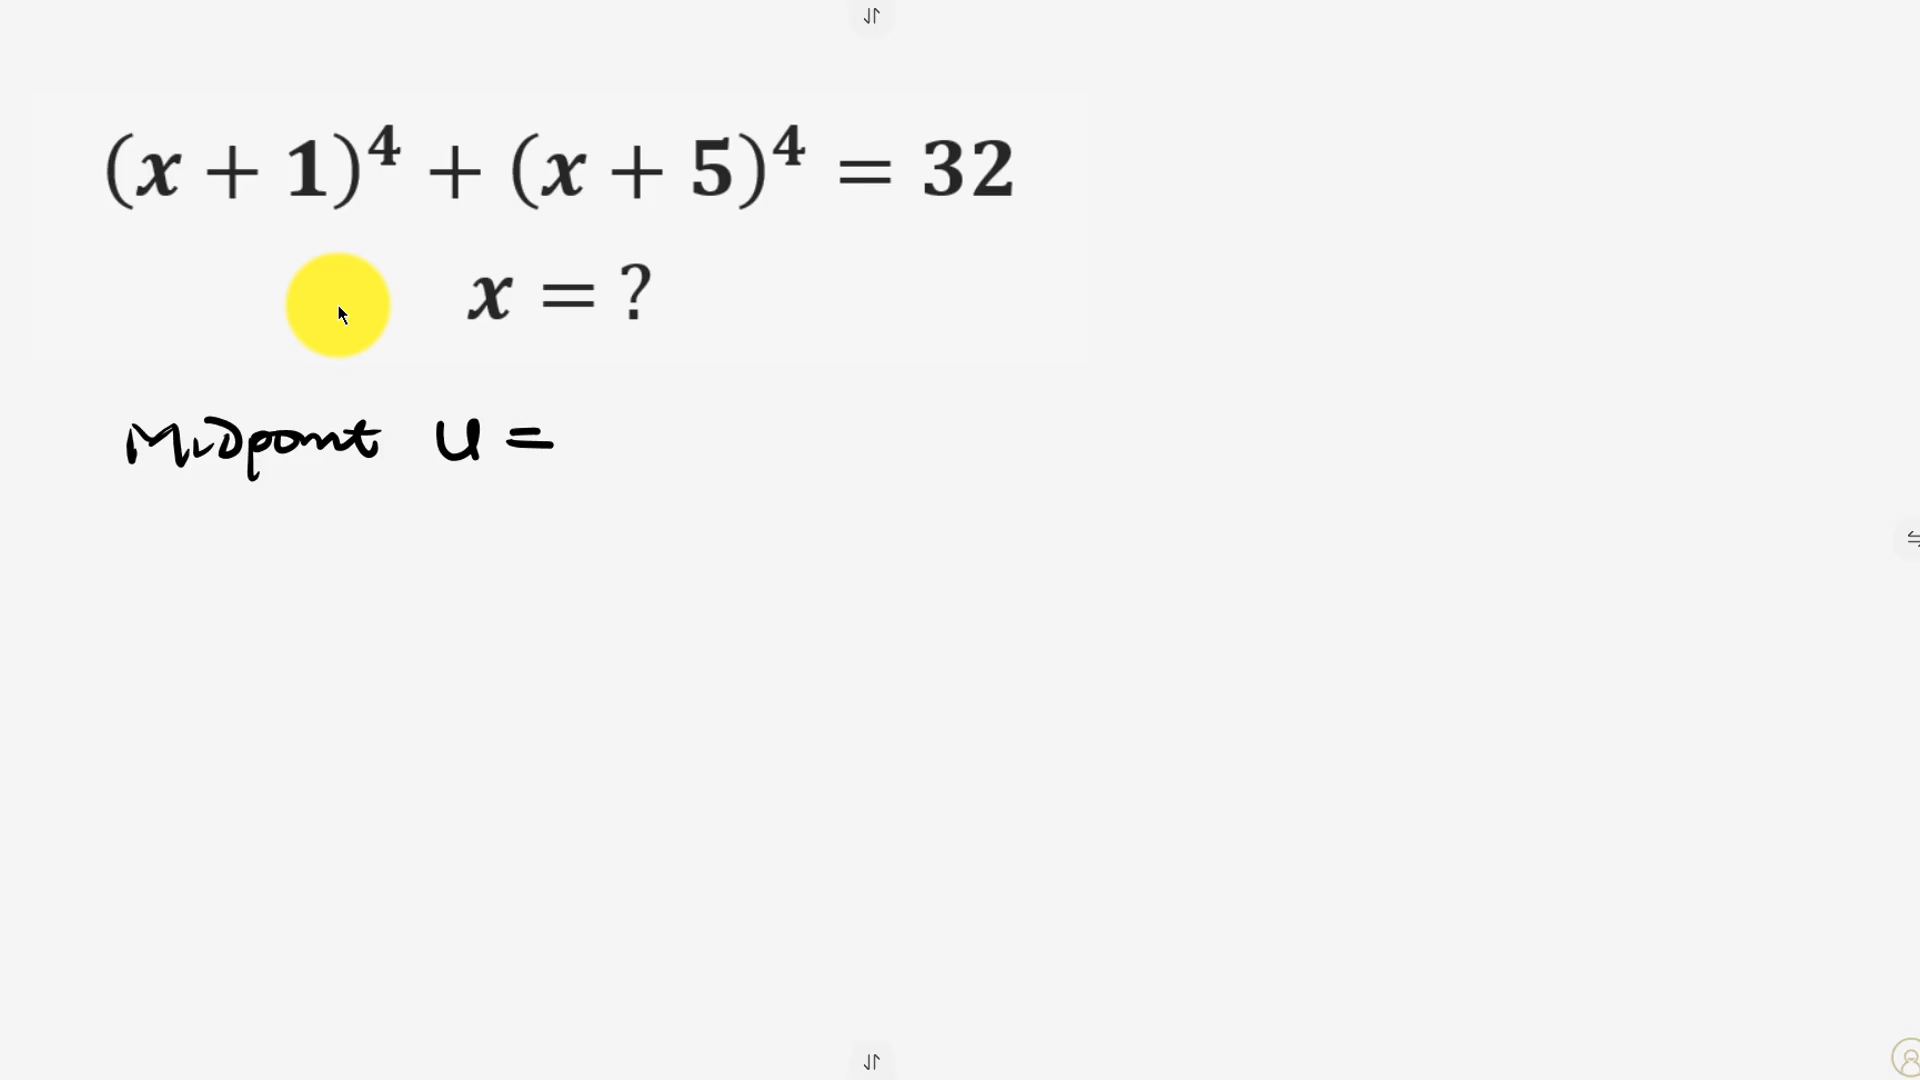 (x + 1)⁴ + (x + 5)⁴ = 32
x = ?
Midpoint u =